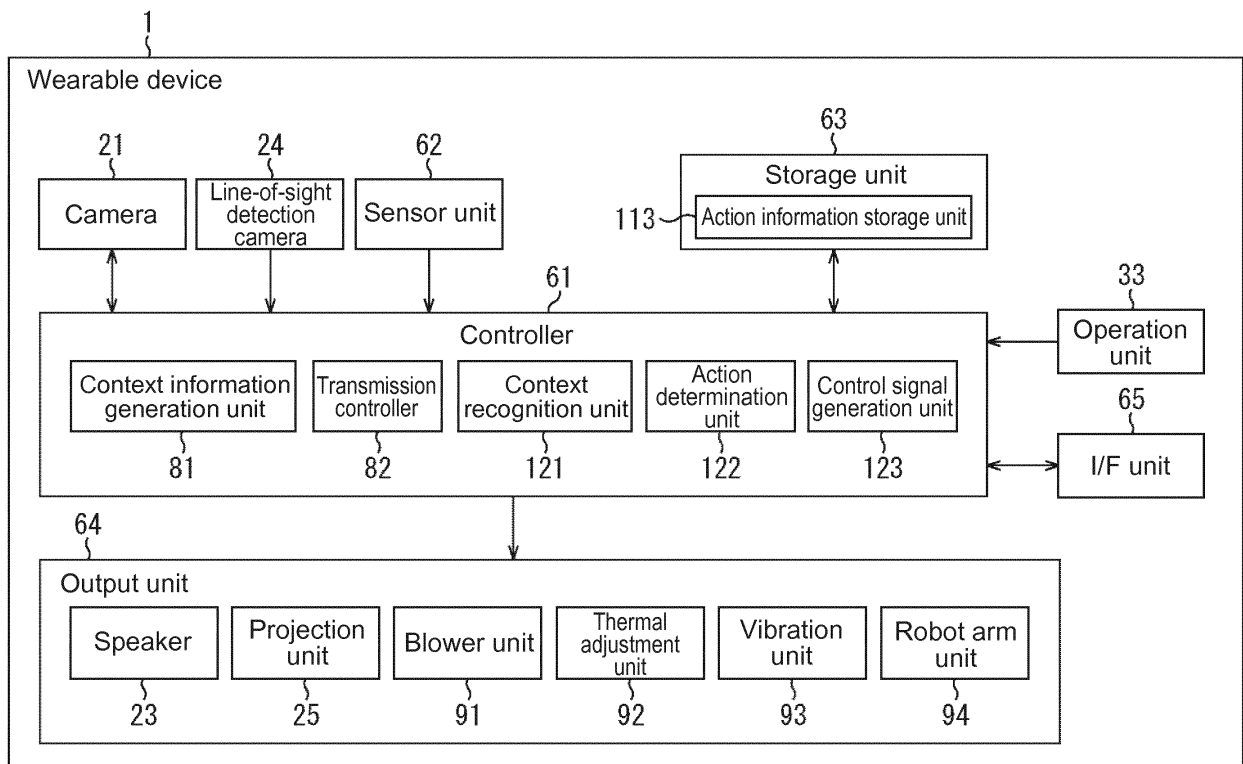 1
Wearable device
21
24
62
63
Camera
Line-of-sight
detection
camera
Sensor unit
Storage unit
113
Action information storage unit
61
33
Controller
Operation
unit
Context information
generation unit
Transmission
controller
Context
recognition unit
Action
determination
unit
Control signal
generation unit
81
82
121
122
123
65
I/F unit
64
Output unit
Speaker
Projection
unit
Blower unit
Thermal
adjustment
unit
Vibration
unit
Robot arm
unit
23
25
91
92
93
94